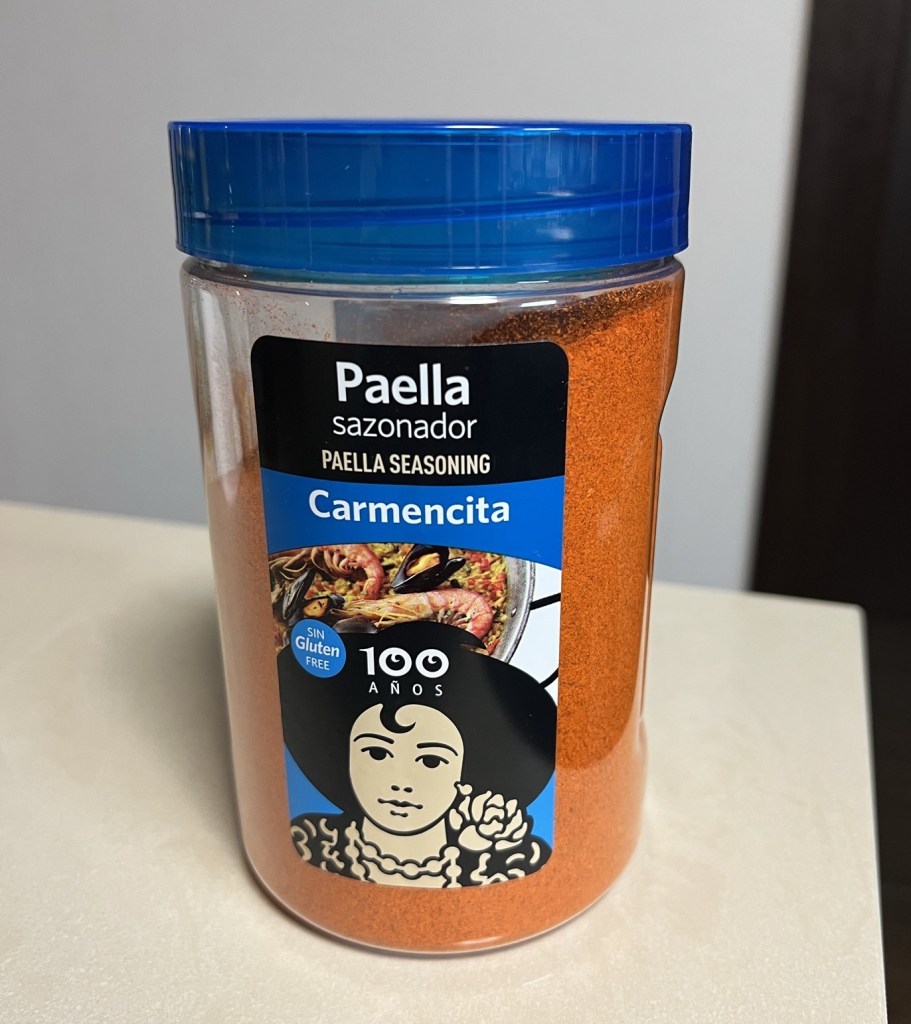 Paella
sazonador
PAELLA SEASONING
Carmencita
SIN
Gluten
FREE
100
AÑOS